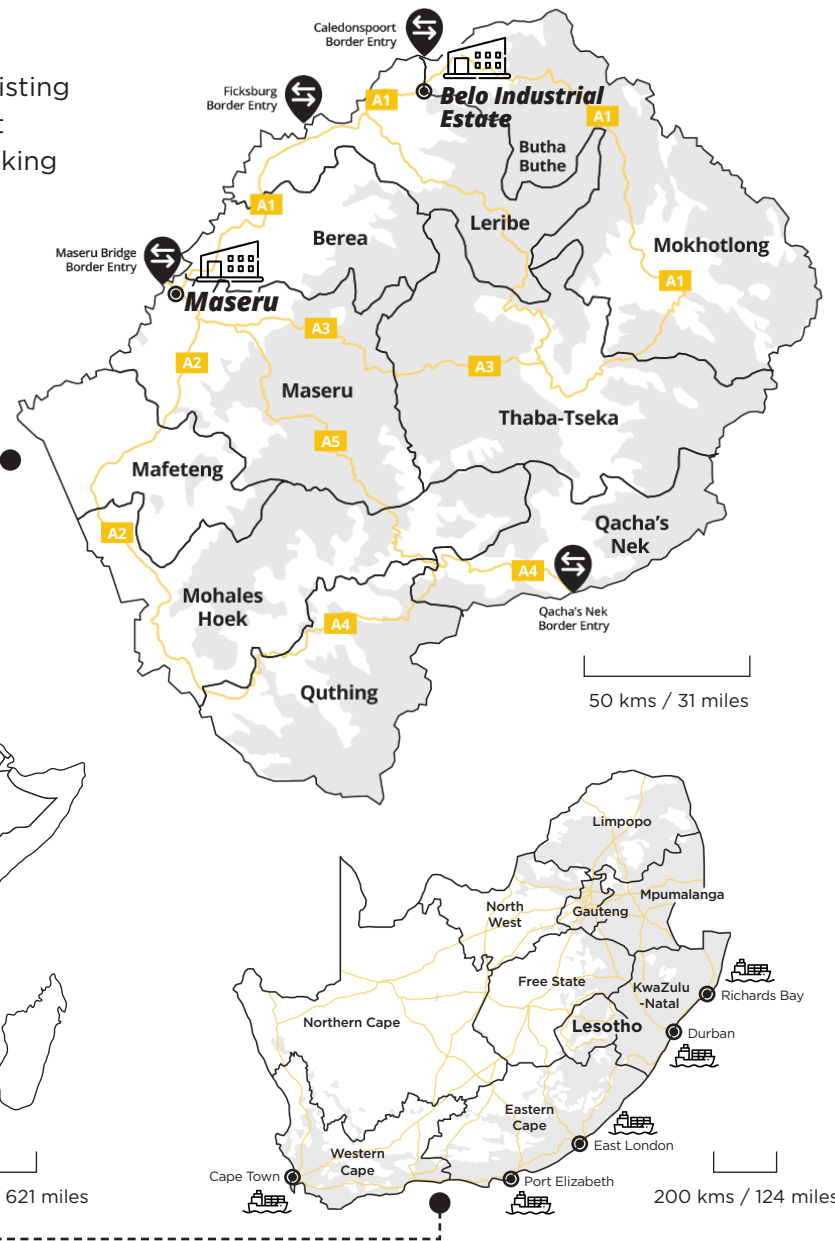 isting
t
king
Caledonspoort
Border Entry
Ficksburg
Border Entry
A1
Belo Industrial
Estate
A1
Butha
Buthe
A1
Berea
Leribe
Mokhotlong
Maseru Bridge
Border Entry
A1
Maseru
A3
A2
A3
Maseru
Thaba-Tseka
A5
Mafeteng
Qacha’s
Nek
A2
A4
Mohales
Hoek
Qacha’s Nek
Border Entry
A4
Quthing
50 kms / 31 miles
Limpopo
Mpumalanga
North
West
Gauteng
Free State
KwaZulu
-Natal
Richards Bay
Northern Cape
Lesotho
Durban
Eastern
Cape
East London
Western
Cape
Cape Town
Port Elizabeth
621 miles
200 kms / 124 miles